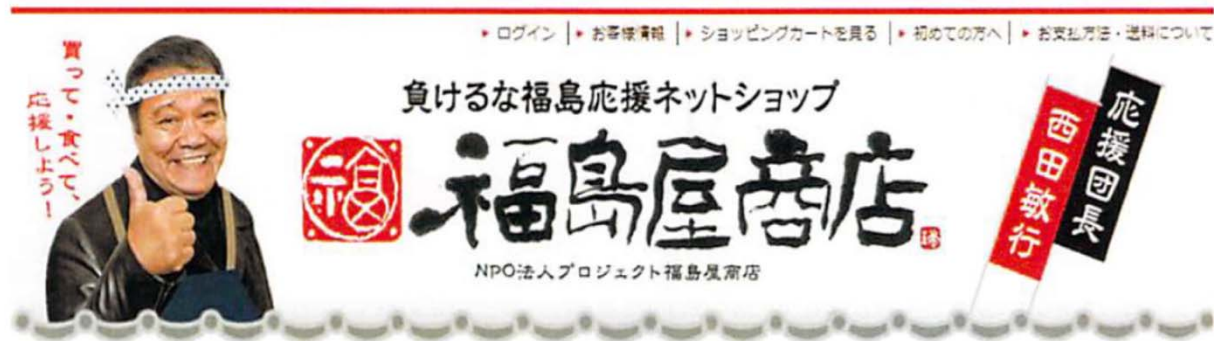 ▶ ログイン | ▶ お客様情報 | ▶ ショッピングカートを見る | ▶ 初めての方へ | ▶ お支払方法・送料について
買って・食べて、
応援しよう！
負けるな福島応援ネットショップ
福
福島屋商店
NPO法人プロジェクト福島屋商店
応援団長
西田敏行